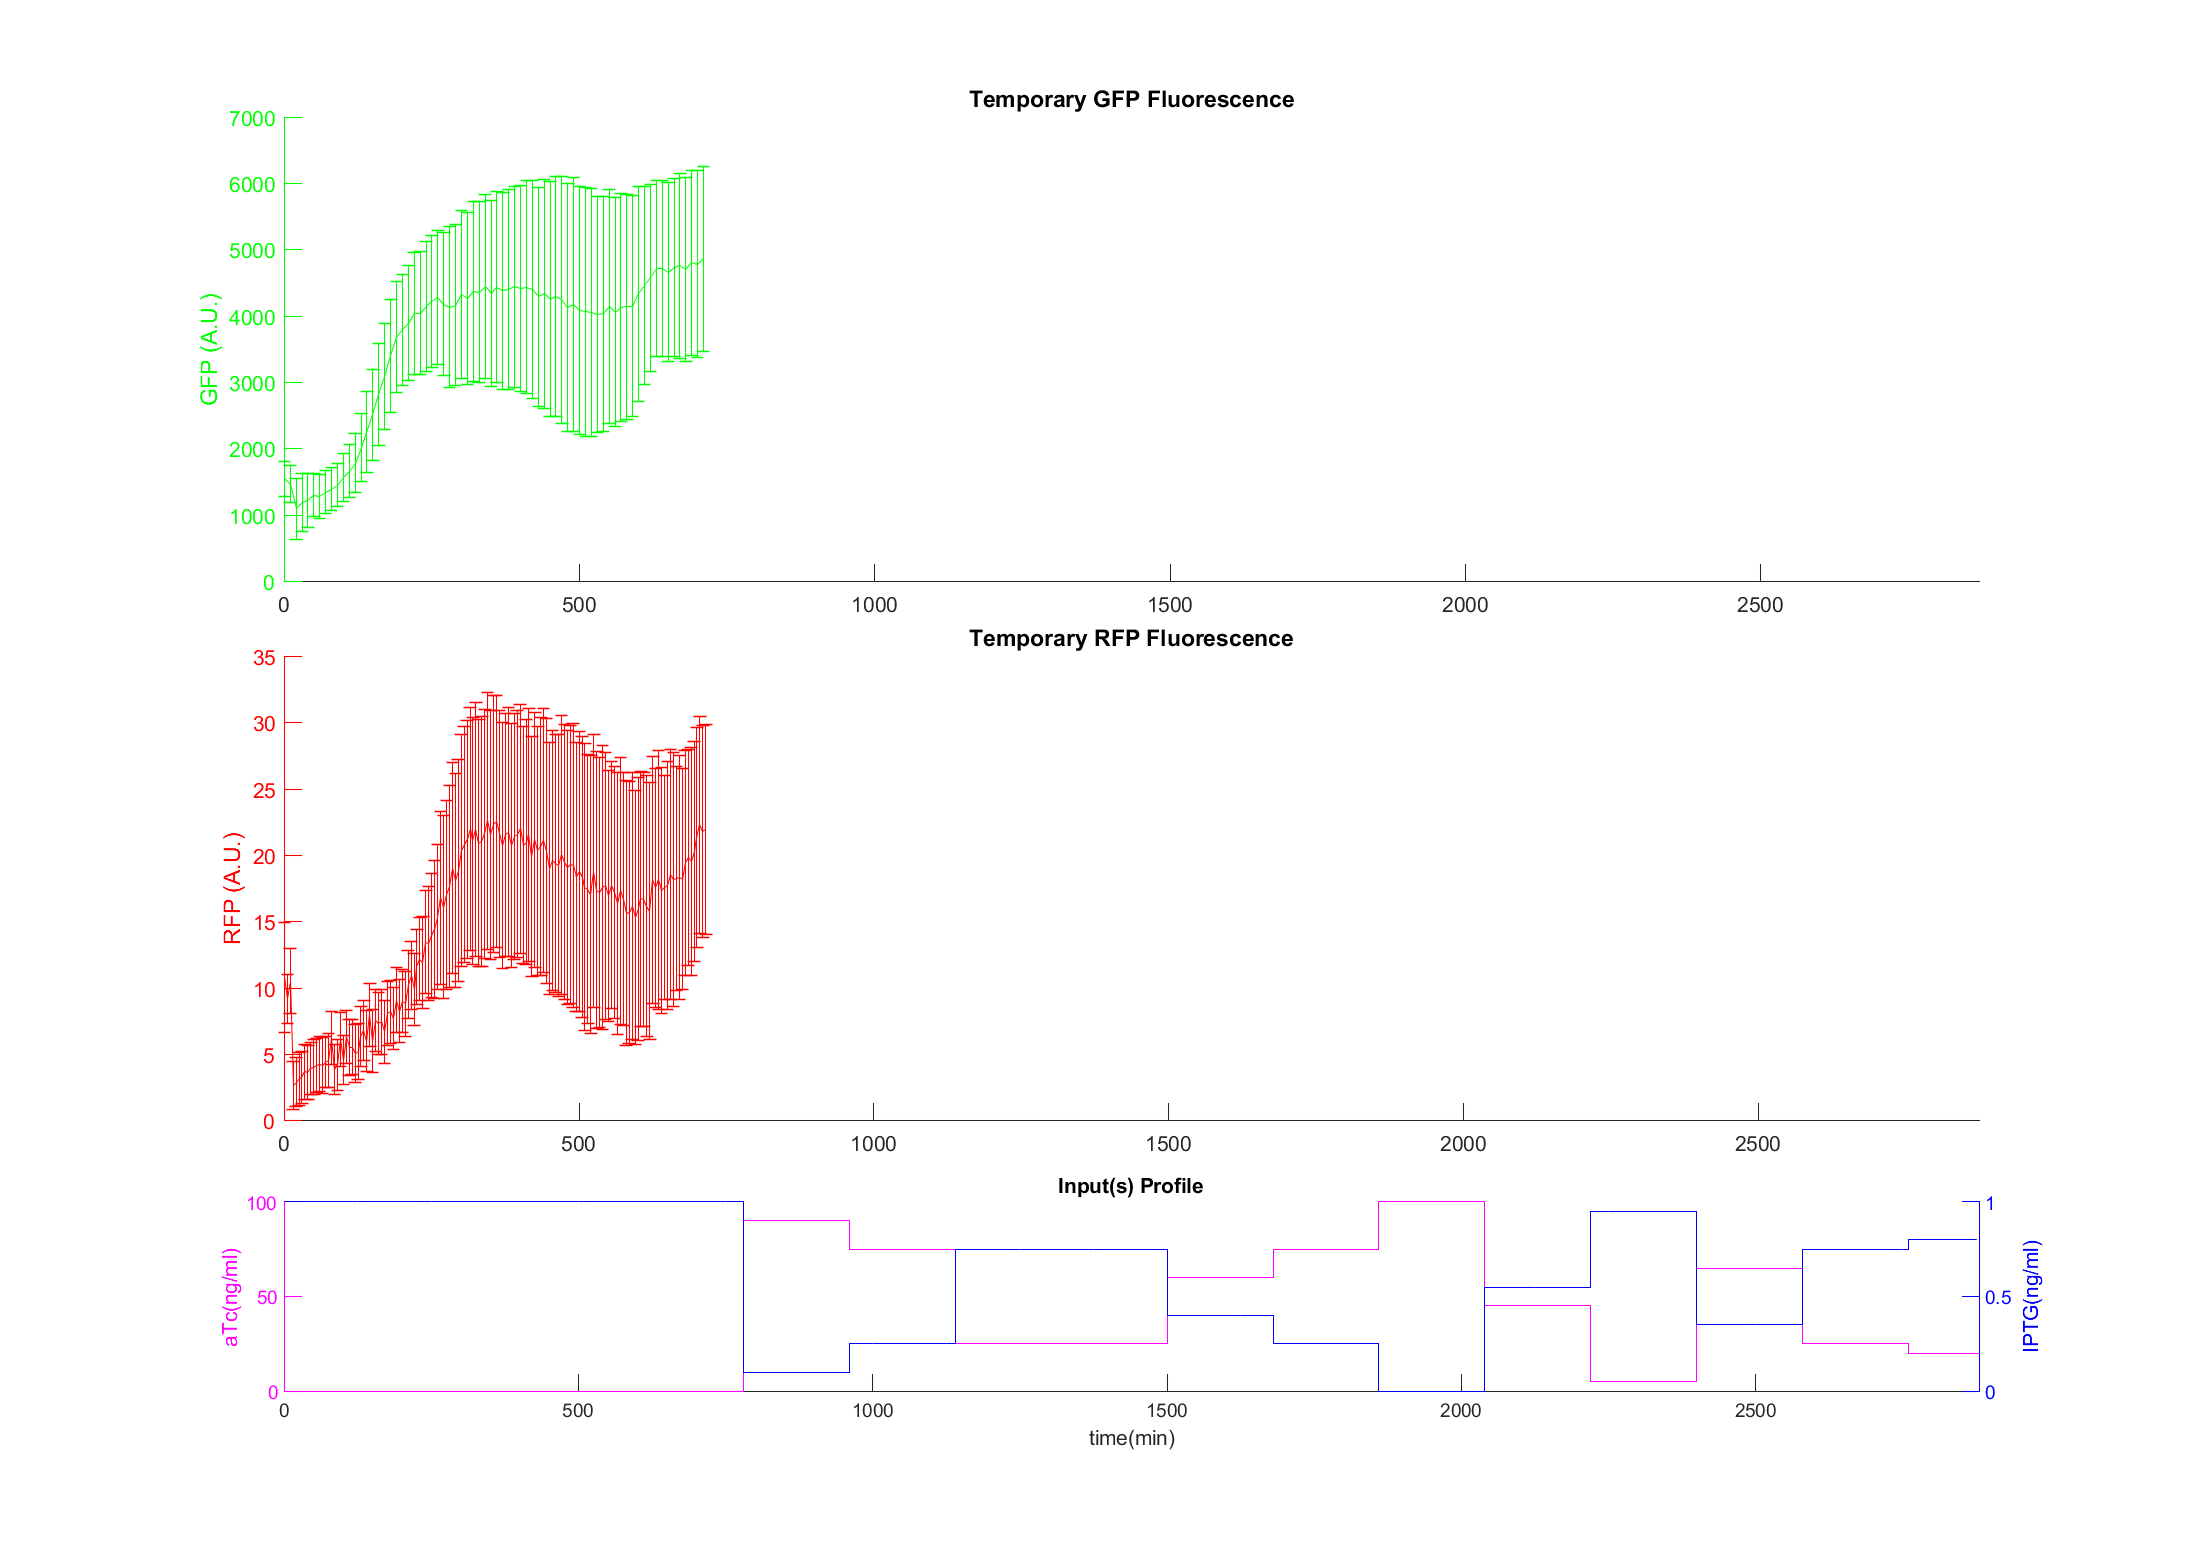 Temporary GFP Fluorescence
7000
6000
5000
4000
3000
2000
1000
0
GFP (A.U.)
0 500 1000 1500 2000 2500
Temporary RFP Fluorescence
35
30
25
20
15
10
5
0
RFP (A.U.)
0 500 1000 1500 2000 2500
Input(s) Profile
100
50
0
aTc(ng/ml)
1
0.5
0
IPTG(ng/ml)
0 500 1000 1500 2000 2500
time(min)